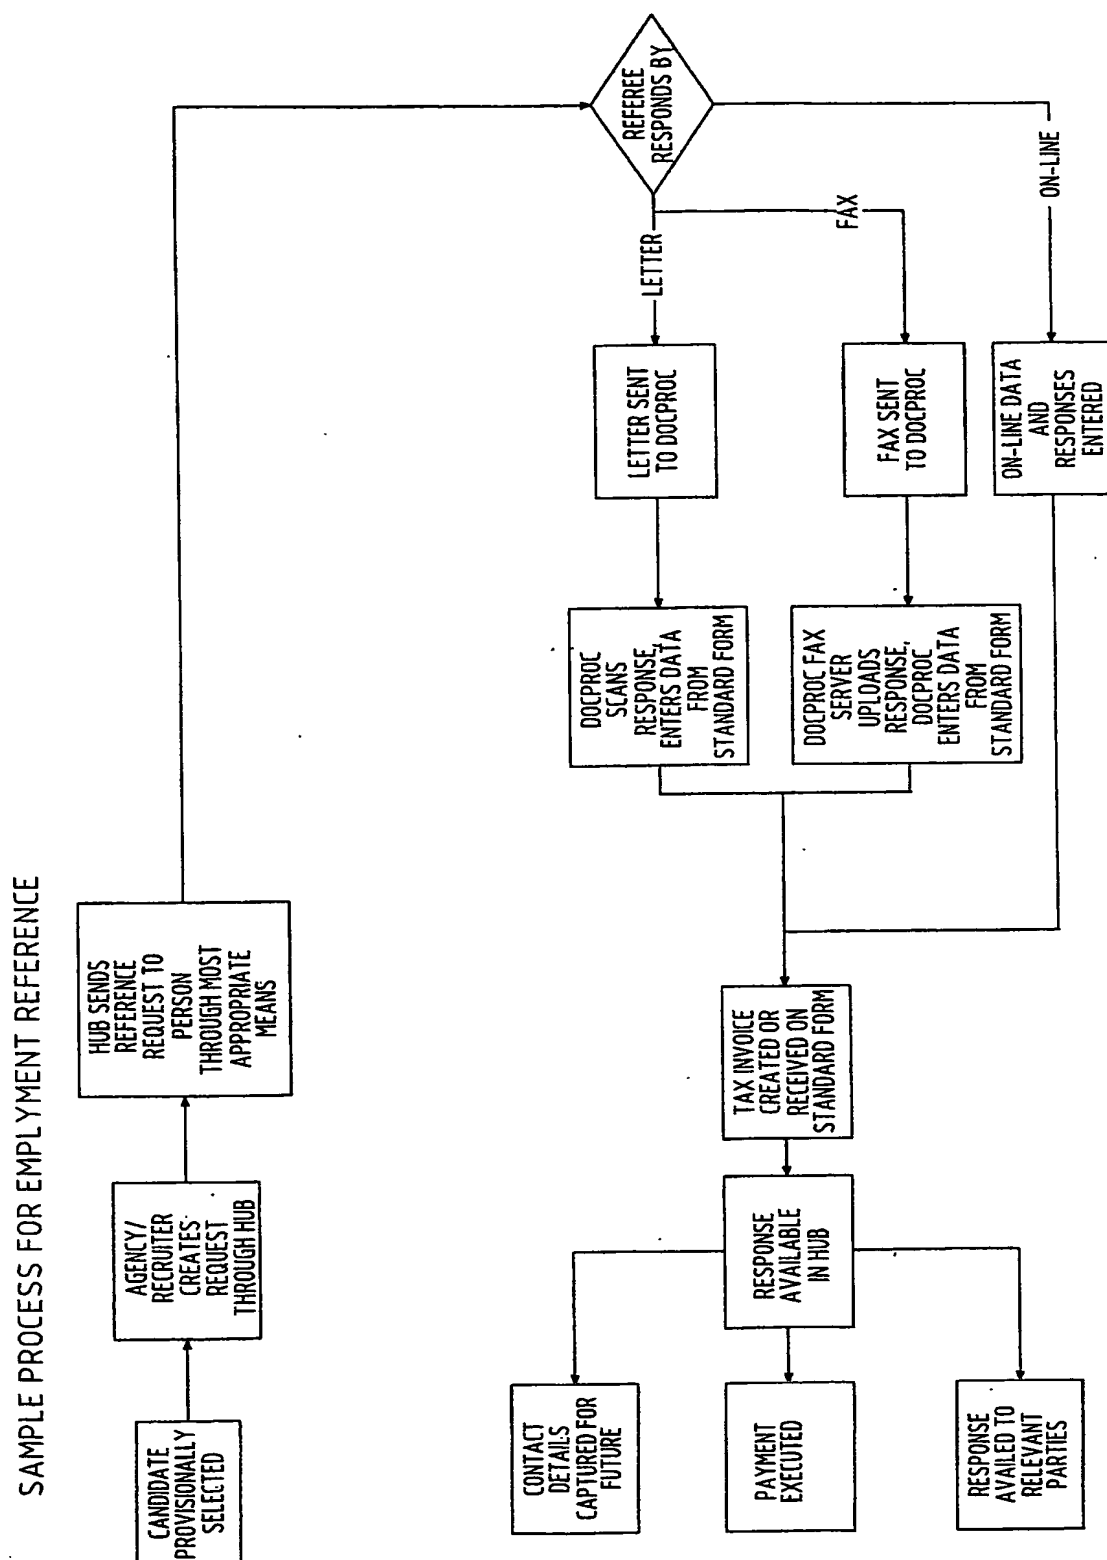 SAMPLE PROCESS FOR EMPLYMENT REFERENCE
CANDIDATE
PROVISIONALLY
SELECTED
AGENCY/
RECRUITER
CREATES
REQUEST
THROUGH HUB
HUB SENDS
REFERENCE
REQUEST TO
PERSON
THROUGH MOST
APPROPRIATE
MEANS
REFEREE
RESPONDS BY
LETTER
FAX
ON-LINE
LETTER SENT
TO DOCPROC
FAX SENT
TO DOCPROC
ON-LINE DATA
AND
RESPONSES
ENTERED
DOCPROC
SCANS
RESPONSE,
ENTERS DATA
FROM
STANDARD FORM
DOCPROC FAX
SERVER
UPLOADS
RESPONSE,
DOCPROC
ENTERS DATA
FROM
STANDARD FORM
TAX INVOICE
CREATED OR
RECEIVED ON
STANDARD FORM
RESPONSE
AVAILABLE
IN HUB
CONTACT
DETAILS
CAPTURED FOR
FUTURE
PAYMENT
EXECUTED
RESPONSE
AVAILED TO
RELEVANT
PARTIES